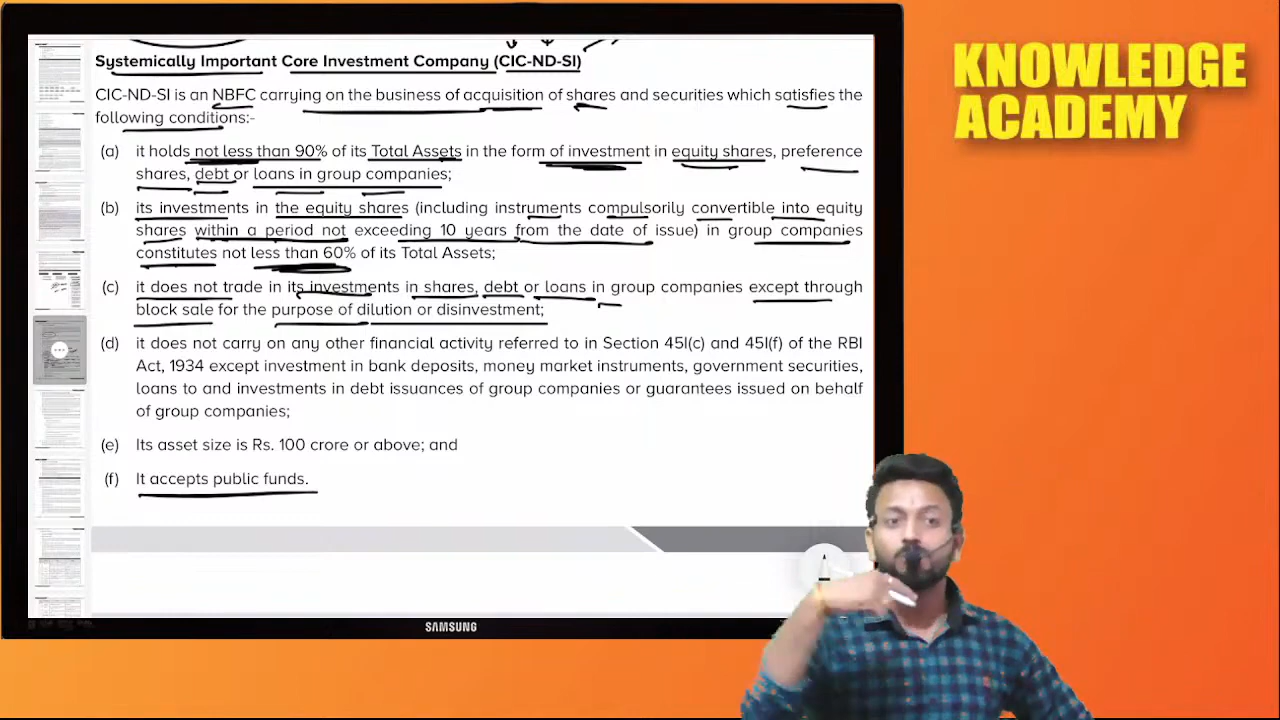 Systemically Important Core Investment Company (CIC-ND-SI)
CIC-ND-SI is an NBFC carrying on the business of acquisition of shares and securities which satisfies the
following conditions:-
(a) it holds not less than 90% of its Total Assets in the form of investment in equity shares, preference
shares, debt or loans in group companies;
(b) its investments in the equity shares (including instruments compulsorily convertible into equity
shares within a period not exceeding 10 years from the date of issue) in group companies
constitutes not less than 60% of its Total Assets;
(c) it does not trade in its investments in shares, debt or loans in group companies except through
block sale for the purpose of dilution or disinvestment;
(d) it does not carry on any other financial activity referred to in Section 45I(c) and 45I(f) of the RBI
Act, 1934 except investment in bank deposits, money market instruments, government securities,
loans to and investments in debt issuances of group companies or guarantees issued on behalf
of group companies;
(e) Its asset size is Rs. 100 crore or above and
(f) It accepts public funds
KNOWLEDGE
ACADEMY
SAMSUNG